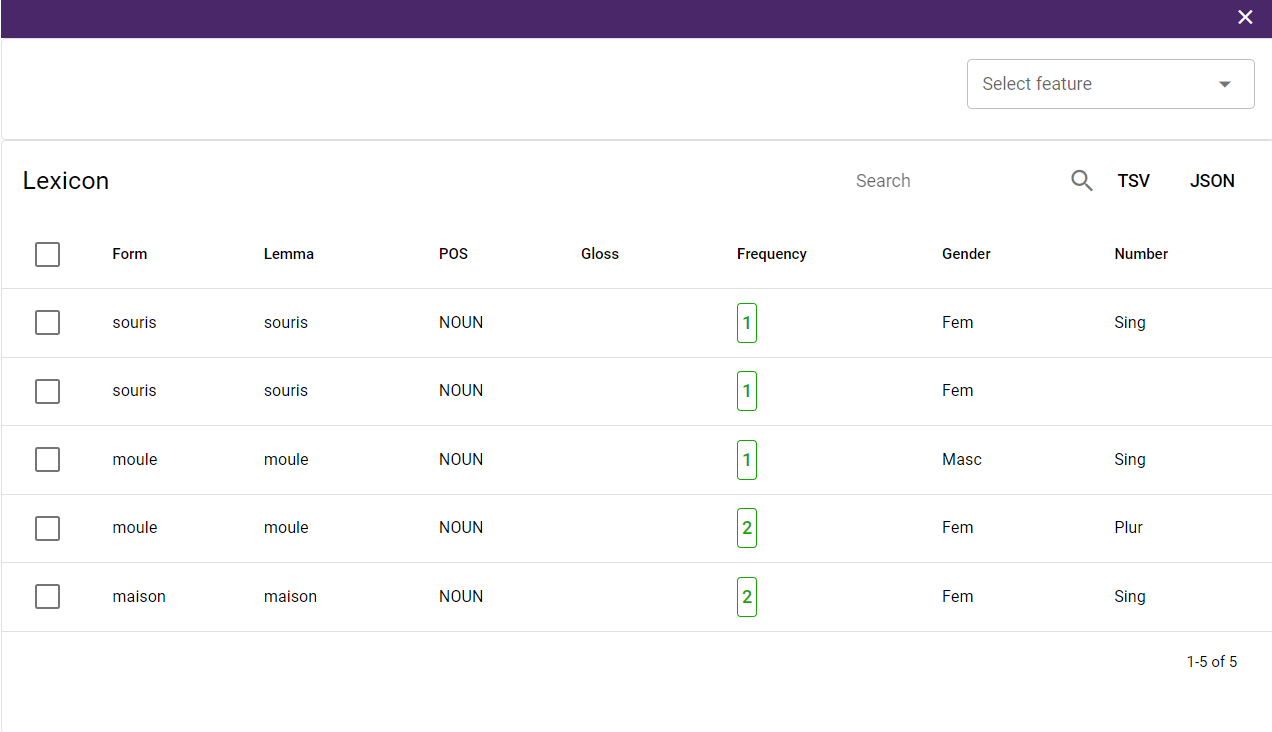 Select feature
Lexicon Search TSV JSON
Form Lemma POS Gloss Frequency Gender Number
souris souris NOUN 1 Fem Sing
souris souris NOUN 1 Fem
moule moule NOUN 1 Masc Sing
moule moule NOUN 2 Fem Plur
maison maison NOUN 2 Fem Sing
1-5 of 5